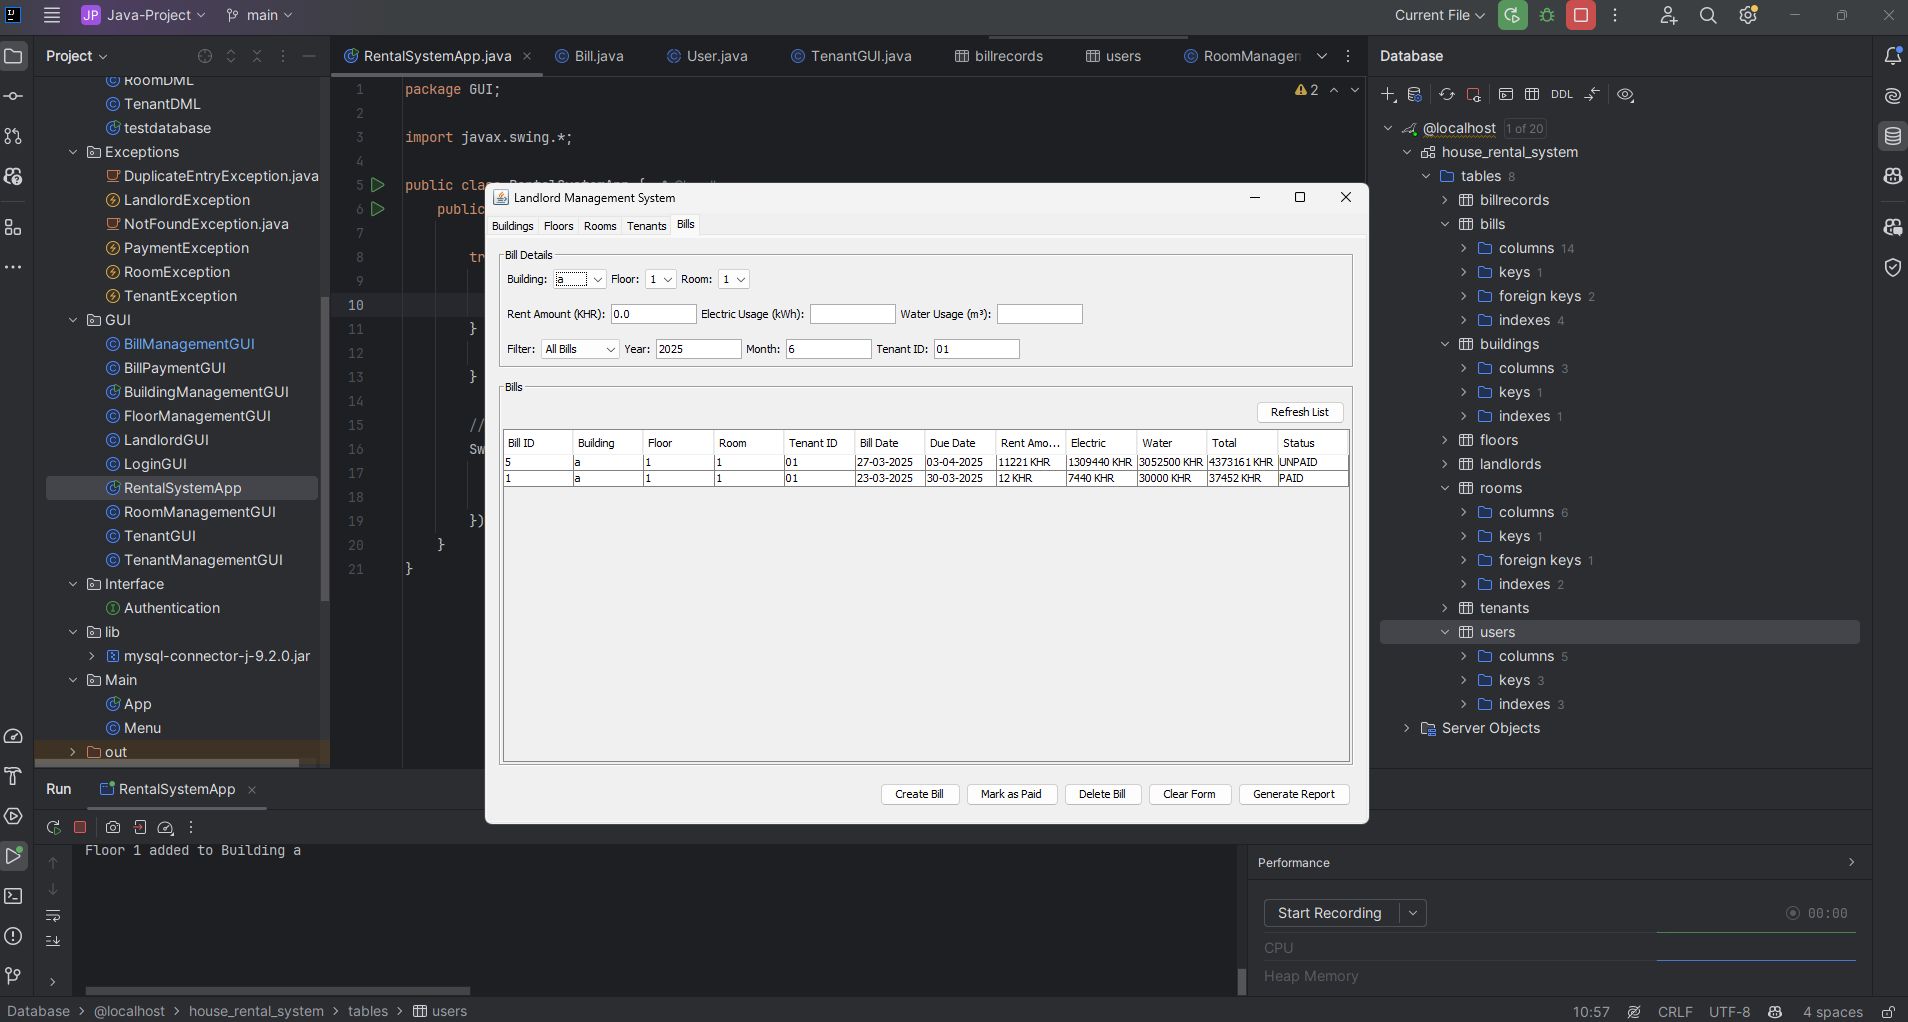 JP Java-Project
main
Current File
Project
RoomDML
TenantDML
testdatabase
Exceptions
DuplicateEntryException.java
LandlordException
NotFoundException.java
PaymentException
RoomException
TenantException
GUI
BillManagementGUI
BillPaymentGUI
BuildingManagementGUI
FloorManagementGUI
LandlordGUI
LoginGUI
RentalSystemApp
RoomManagementGUI
TenantGUI
TenantManagementGUI
Interface
Authentication
lib
mysql-connector-j-9.2.0.jar
Main
App
Menu
out
RentalSystemApp.java
Bill.java
User.java
TenantGUI.java
billrecords
users
RoomManagen
1 package GUI;
2
3 import javax.swing.*;
4
5 public clas
6 public
7
8 tr
9
10
11 }
12
13 }
14
15 //
16 Sw
17
18
19 })
20 }
21 }
2
Landlord Management System
Buildings Floors Rooms Tenants Bills
Bill Details
Building: a Floor: 1 Room: 1
Rent Amount (KHR): 0.0 Electric Usage (kWh): Water Usage (m³):
Filter: All Bills Year: 2025 Month: 6 Tenant ID: 01
Bills
Refresh List
Bill ID Building Floor Room Tenant ID Bill Date Due Date Rent Amo... Electric Water Total Status
5 a 1 1 01 27-03-2025 03-04-2025 11221 KHR 1309440 KHR 3052500 KHR 4373161 KHR UNPAID
1 a 1 1 01 23-03-2025 30-03-2025 12 KHR 7440 KHR 30000 KHR 37452 KHR PAID
Create Bill Mark as Paid Delete Bill Clear Form Generate Report
Database
DDL
@localhost 1 of 20
house_rental_system
tables 8
billrecords
bills
columns 14
keys 1
foreign keys 2
indexes 4
buildings
columns 3
keys 1
indexes 1
floors
landlords
rooms
columns 6
keys 1
foreign keys 1
indexes 2
tenants
users
columns 5
keys 3
indexes 3
Server Objects
Run RentalSystemApp
Floor 1 added to Building a
Performance
Start Recording 00:00
CPU
Heap Memory
Database > @localhost > house_rental_system > tables > users
10:57 CRLF UTF-8 4 spaces